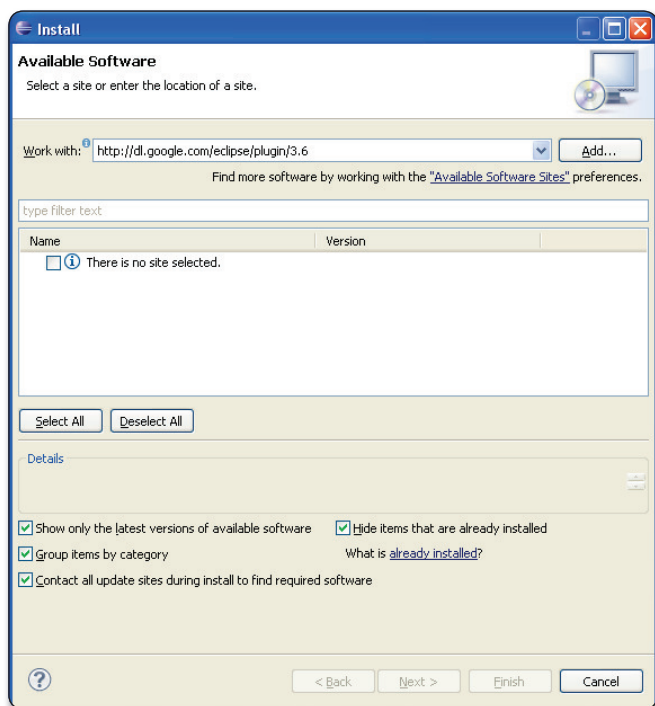 Install
Available Software
Select a site or enter the location of a site.
Work with: http://dl.google.com/eclipse/plugin/3.6 Add...
Find more software by working with the "Available Software Sites" preferences.
type filter text
Name Version
There is no site selected.
Select All Deselect All
Details
Show only the latest versions of available software Hide items that are already installed
Group items by category What is already installed?
Contact all update sites during install to find required software
? < Back Next > Finish Cancel